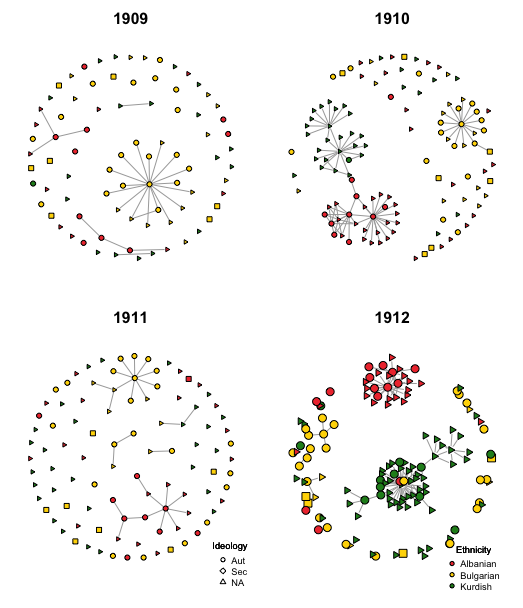 1909
1910
1911
1912
Ideology
Aut
Sec
NA
Ethnicity
Albanian
Bulgarian
Kurdish